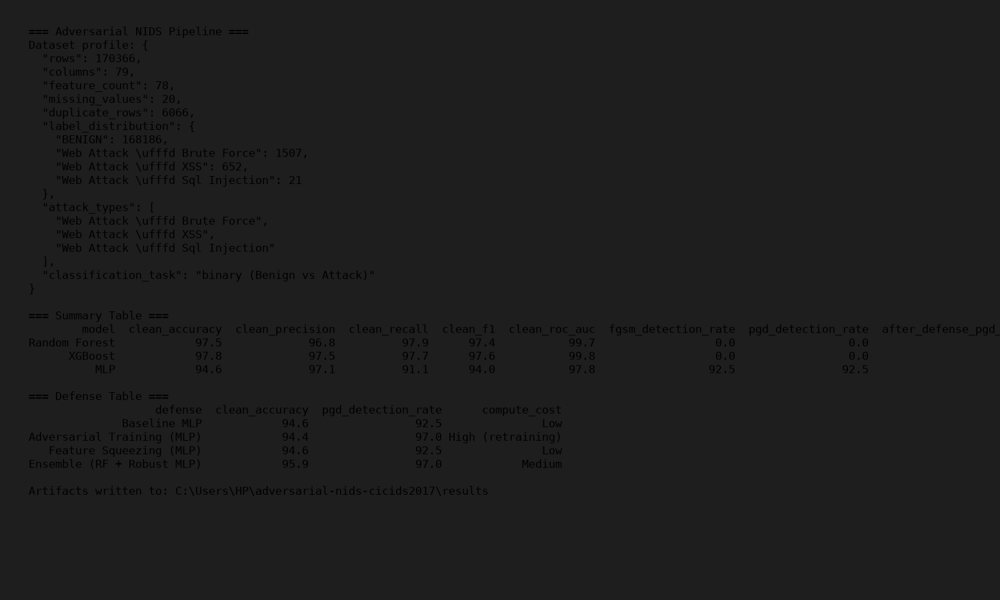 === Adversarial NIDS Pipeline ===
Dataset profile: {
  "rows": 170366,
  "columns": 79,
  "feature_count": 78,
  "missing_values": 20,
  "duplicate_rows": 6066,
  "label_distribution": {
    "BENIGN": 168186,
    "Web Attack \ufffd Brute Force": 1507,
    "Web Attack \ufffd XSS": 652,
    "Web Attack \ufffd Sql Injection": 21
  },
  "attack_types": [
    "Web Attack \ufffd Brute Force",
    "Web Attack \ufffd XSS",
    "Web Attack \ufffd Sql Injection"
  ],
  "classification_task": "binary (Benign vs Attack)"
}
=== Summary Table ===
        model  clean_accuracy  clean_precision  clean_recall  clean_f1  clean_roc_auc  fgsm_detection_rate  pgd_detection_rate  after_defense_pgd_
Random Forest            97.5             96.8          97.9      97.4           99.7                  0.0                 0.0
      XGBoost            97.8             97.5          97.7      97.6           99.8                  0.0                 0.0
          MLP            94.6             97.1          91.1      94.0           97.8                 92.5                92.5
=== Defense Table ===
                   defense  clean_accuracy  pgd_detection_rate      compute_cost
              Baseline MLP            94.6                92.5               Low
Adversarial Training (MLP)            94.4                97.0 High (retraining)
   Feature Squeezing (MLP)            94.6                92.5               Low
Ensemble (RF + Robust MLP)            95.9                97.0            Medium
Artifacts written to: C:\Users\HP\adversarial-nids-cicids2017\results